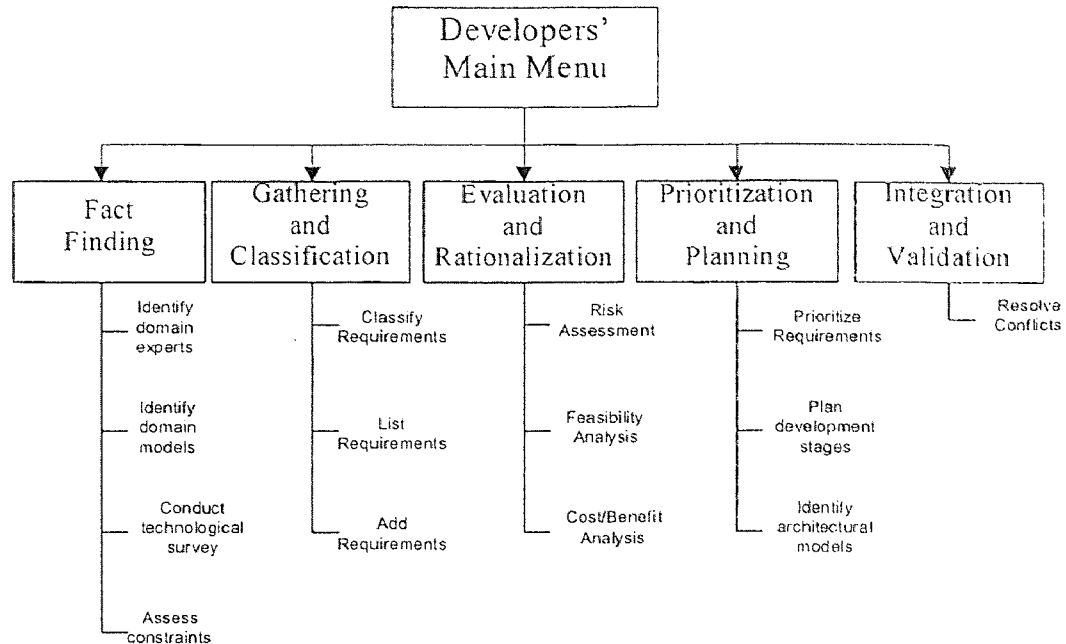 Developers'
Main Menu
Fact
Finding
Gathering
and
Classification
Evaluation
and
Rationalization
Prioritization
and
Planning
Integration
and
Validation
Identify
domain
experts
Identify
domain
models
Conduct
technological
survey
Assess
constraints
Classify
Requirements
List
Requirements
Add
Requirements
Risk
Assessment
Feasibility
Analysis
Cost/Benefit
Analysis
Prioritize
Requirements
Plan
development
stages
Identify
architectural
models
Resolve
Conflicts